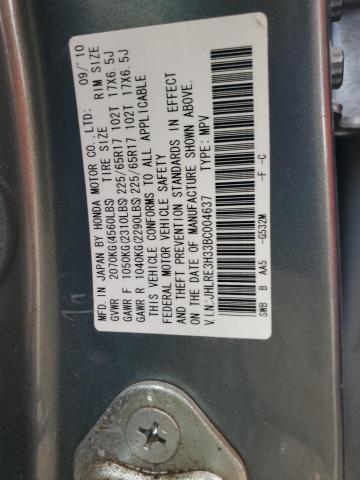 MFD. IN JAPAN BY HONDA MOTOR CO., LTD: 09/'10
TIRE SIZE RIM SIZE
GVWR 2070KG(4560LBS)
GAWR F 1050KG(2310LBS) 225/65R17 102T 17X6.5J
GAWR R 1040KG(2290LBS) 225/65R17 102T 17X6.5J
THIS VEHICLE CONFORMS TO ALL APPLICABLE
FEDERAL MOTOR VEHICLE SAFETY
AND THEFT PREVENTION STANDARDS IN EFFECT
ON THE DATE OF MANUFACTURE SHOWN ABOVE.
V.I.N:JHLRE3H33BC004637 TYPE: MPV
SWB B AA5 -G532M -F -C